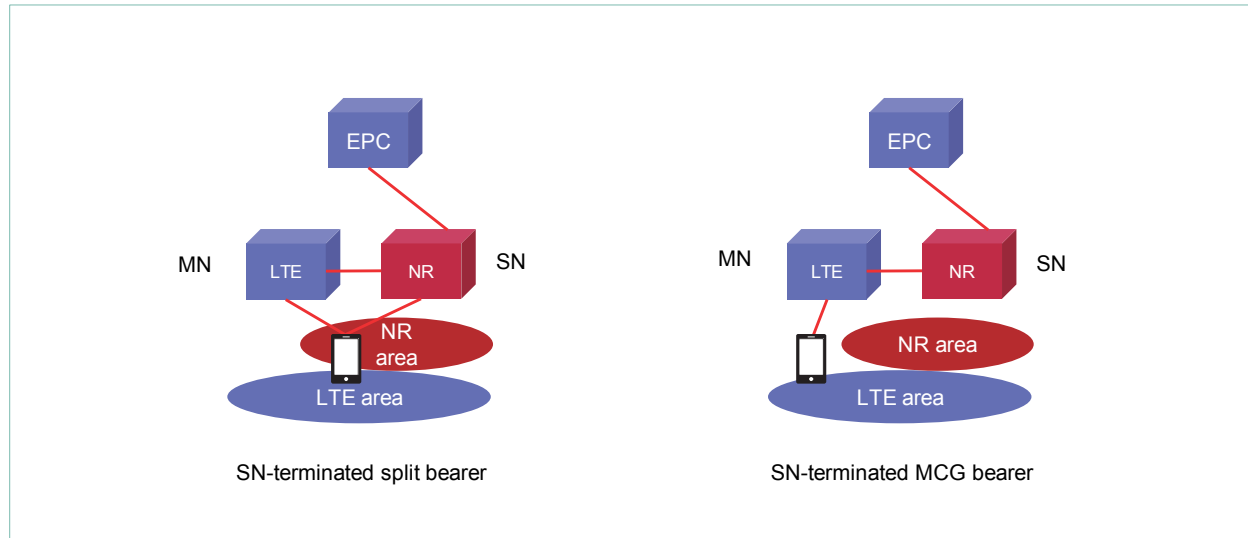 EPC
MN
LTE
NR
SN
NR
area
LTE area
SN-terminated split bearer
EPC
MN
LTE
NR
SN
NR area
LTE area
SN-terminated MCG bearer